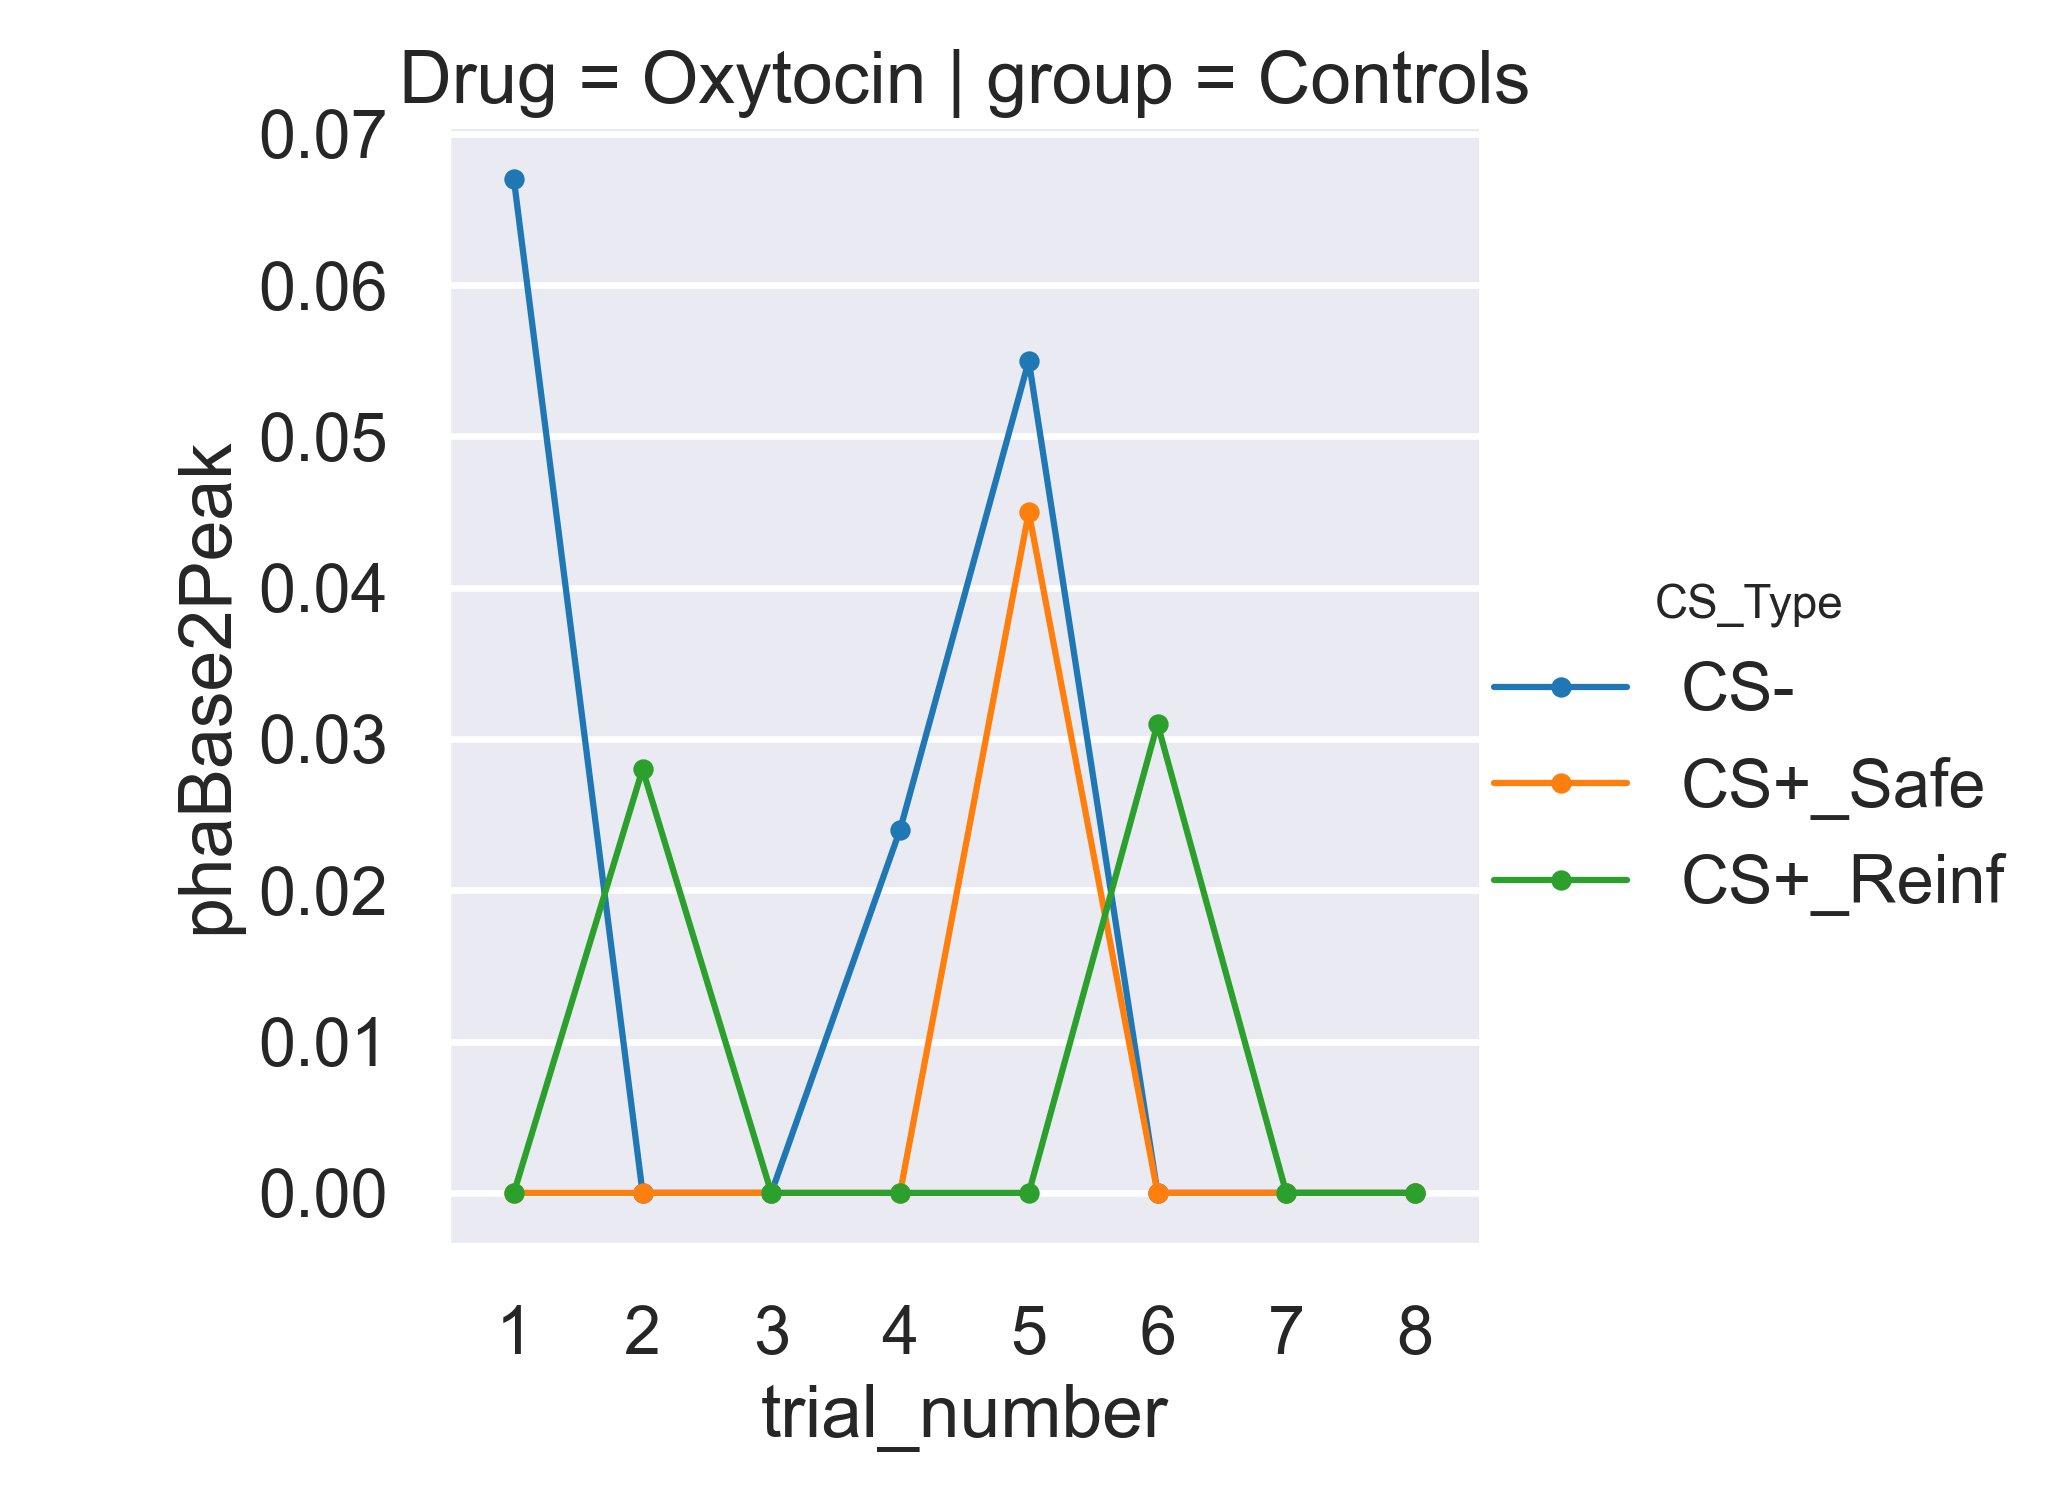 Drug = Oxytocin | group = Controls
0.07
0.06
0.05
0.04
0.03
0.02
0.01
0.00
phaBase2Peak
1 2 3 4 5 6 7 8
trial_number
CS_Type
CS-
CS+_Safe
CS+_Reinf